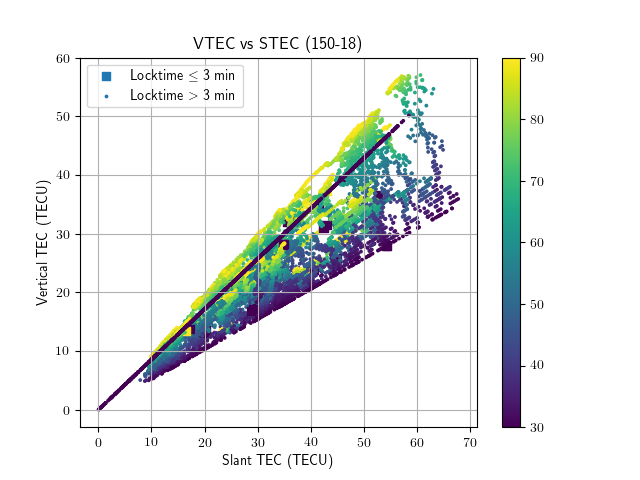 VTEC vs STEC (150-18)
Locktime ≤ 3 min
Locktime > 3 min
60
50
40
30
20
10
0
Vertical TEC (TECU)
0 10 20 30 40 50 60 70
Slant TEC (TECU)
90
80
70
60
50
40
30